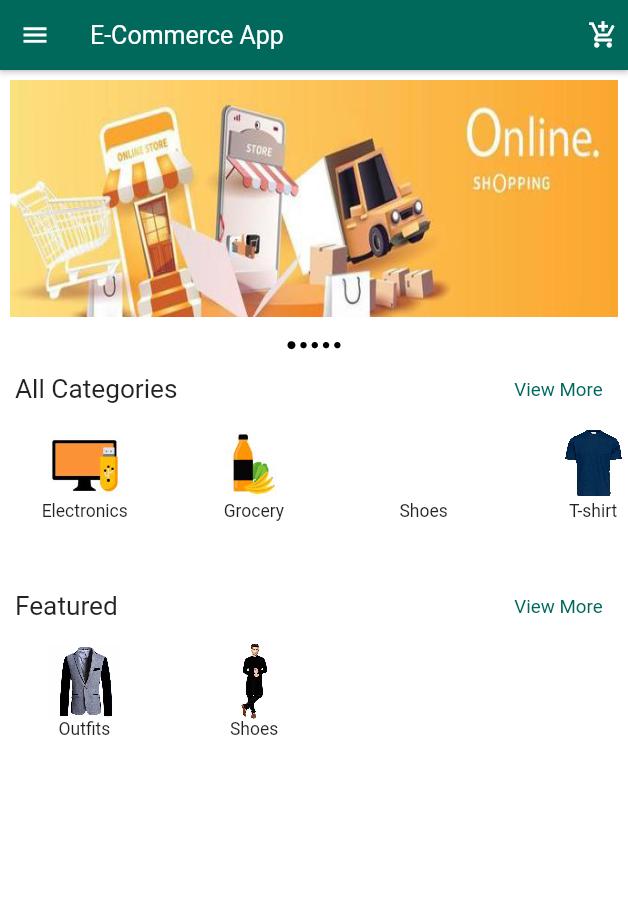 E-Commerce App
ONLINE STORE
STORE
Online.
SHOPPING
All Categories
View More
Electronics
Grocery
Shoes
T-shirt
Featured
View More
Outfits
Shoes